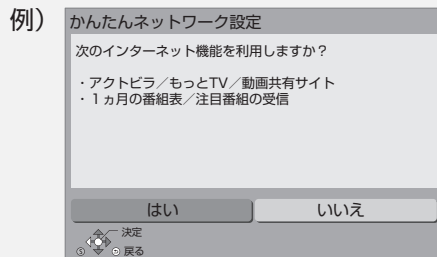 例）
かんたんネットワーク設定
次のインターネット機能を利用しますか？
・アクトビラ／もっとTV／動画共有サイト
・１ヵ月の番組表／注目番組の受信
はい　いいえ
決定
S　戻る